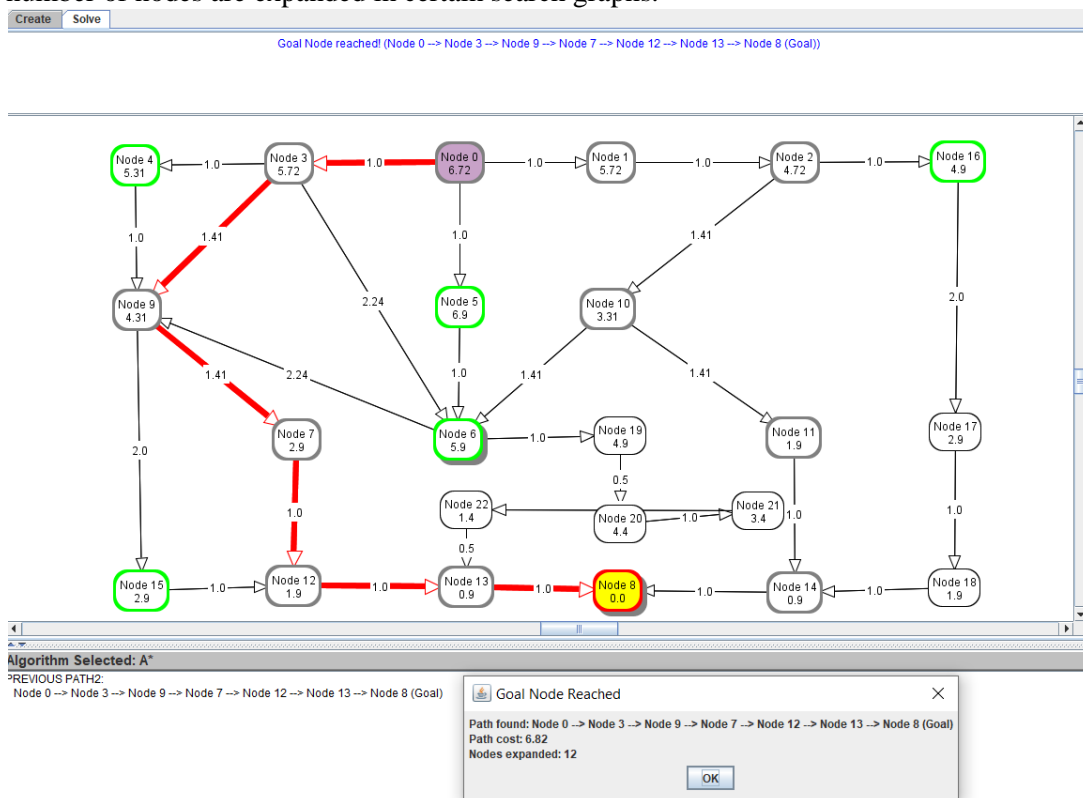 number of nodes are expanded in certain search graphs.
Create Solve
Goal Node reached! (Node 0 --> Node 3 --> Node 9 --> Node 7 --> Node 12 --> Node 13 --> Node 8 (Goal))
Node 4
5.31
1.0
Node 3
5.72
1.0
Node 0
6.72
1.0
Node 1
5.72
1.0
Node 2
4.72
1.0
Node 16
4.9
1.0
1.41
1.0
1.41
Node 9
4.31
2.24
Node 5
6.9
Node 10
3.31
2.0
1.41
2.24
1.0
1.41
1.41
Node 7
2.9
Node 6
5.9
1.0
Node 19
4.9
Node 11
1.9
Node 17
2.9
2.0
0.5
1.0
Node 22
1.4
Node 20
4.4
1.0
Node 21
3.4
1.0
1.0
0.5
Node 15
2.9
1.0
Node 12
1.9
1.0
Node 13
0.9
1.0
Node 8
0.0
1.0
Node 14
0.9
1.0
Node 18
1.9
Algorithm Selected: A*
PREVIOUS PATH2:
Node 0 --> Node 3 --> Node 9 --> Node 7 --> Node 12 --> Node 13 --> Node 8 (Goal)
Goal Node Reached
Path found: Node 0 --> Node 3 --> Node 9 --> Node 7 --> Node 12 --> Node 13 --> Node 8 (Goal)
Path cost: 6.82
Nodes expanded: 12
OK